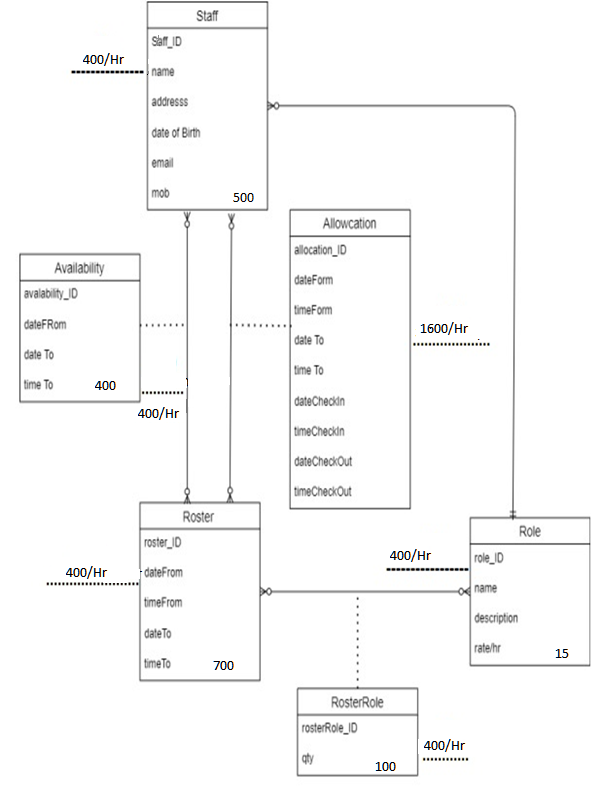 Staff
Staff_ID
400/Hr
name
addresss
date of Birth
email
mob
500
Allowcation
allocation_ID
dateForm
timeForm
date To
time To
dateCheckIn
timeCheckIn
dateCheckOut
timeCheckOut
1600/Hr
Availability
avalability_ID
dateFRom
date To
time To
400
400/Hr
Roster
roster_ID
400/Hr
dateFrom
timeFrom
dateTo
timeTo
700
Role
role_ID
400/Hr
name
description
rate/hr
15
RosterRole
rosterRole_ID
qty
100
400/Hr